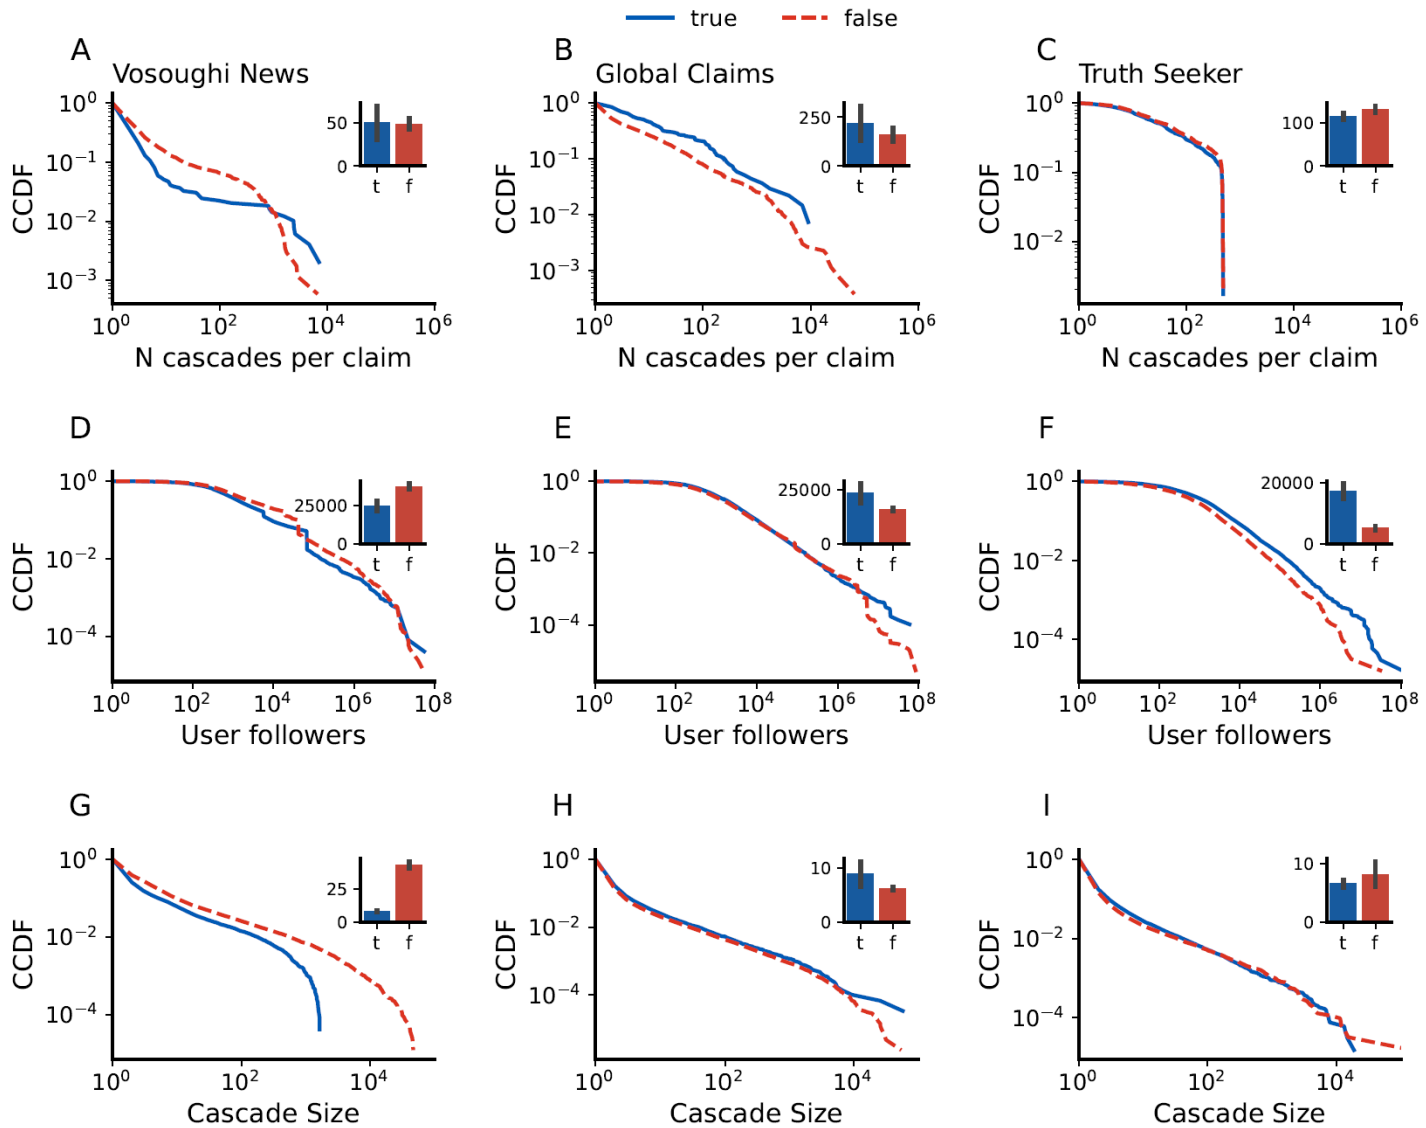 true false
A B C
Vosoughi News Global Claims Truth Seeker
10^0 10^-1 10^-2 10^-3 CCDF 50 0 t f
10^0 10^-1 10^-2 10^-3 CCDF 250 0 t f
10^0 10^-1 10^-2 CCDF 100 0 t f
10^0 10^2 10^4 10^6 10^0 10^2 10^4 10^6 10^0 10^2 10^4 10^6
N cascades per claim N cascades per claim N cascades per claim
D E F
10^0 10^-2 10^-4 CCDF 25000 0 t f
10^0 10^-2 10^-4 CCDF 25000 0 t f
10^0 10^-2 10^-4 CCDF 20000 0 t f
10^0 10^2 10^4 10^6 10^8 10^0 10^2 10^4 10^6 10^8 10^0 10^2 10^4 10^6 10^8
User followers User followers User followers
G H I
10^0 10^-2 10^-4 CCDF 25 0 t f
10^0 10^-2 10^-4 CCDF 10 0 t f
10^0 10^-2 10^-4 CCDF 10 0 t f
10^0 10^2 10^4 10^0 10^2 10^4 10^0 10^2 10^4
Cascade Size Cascade Size Cascade Size